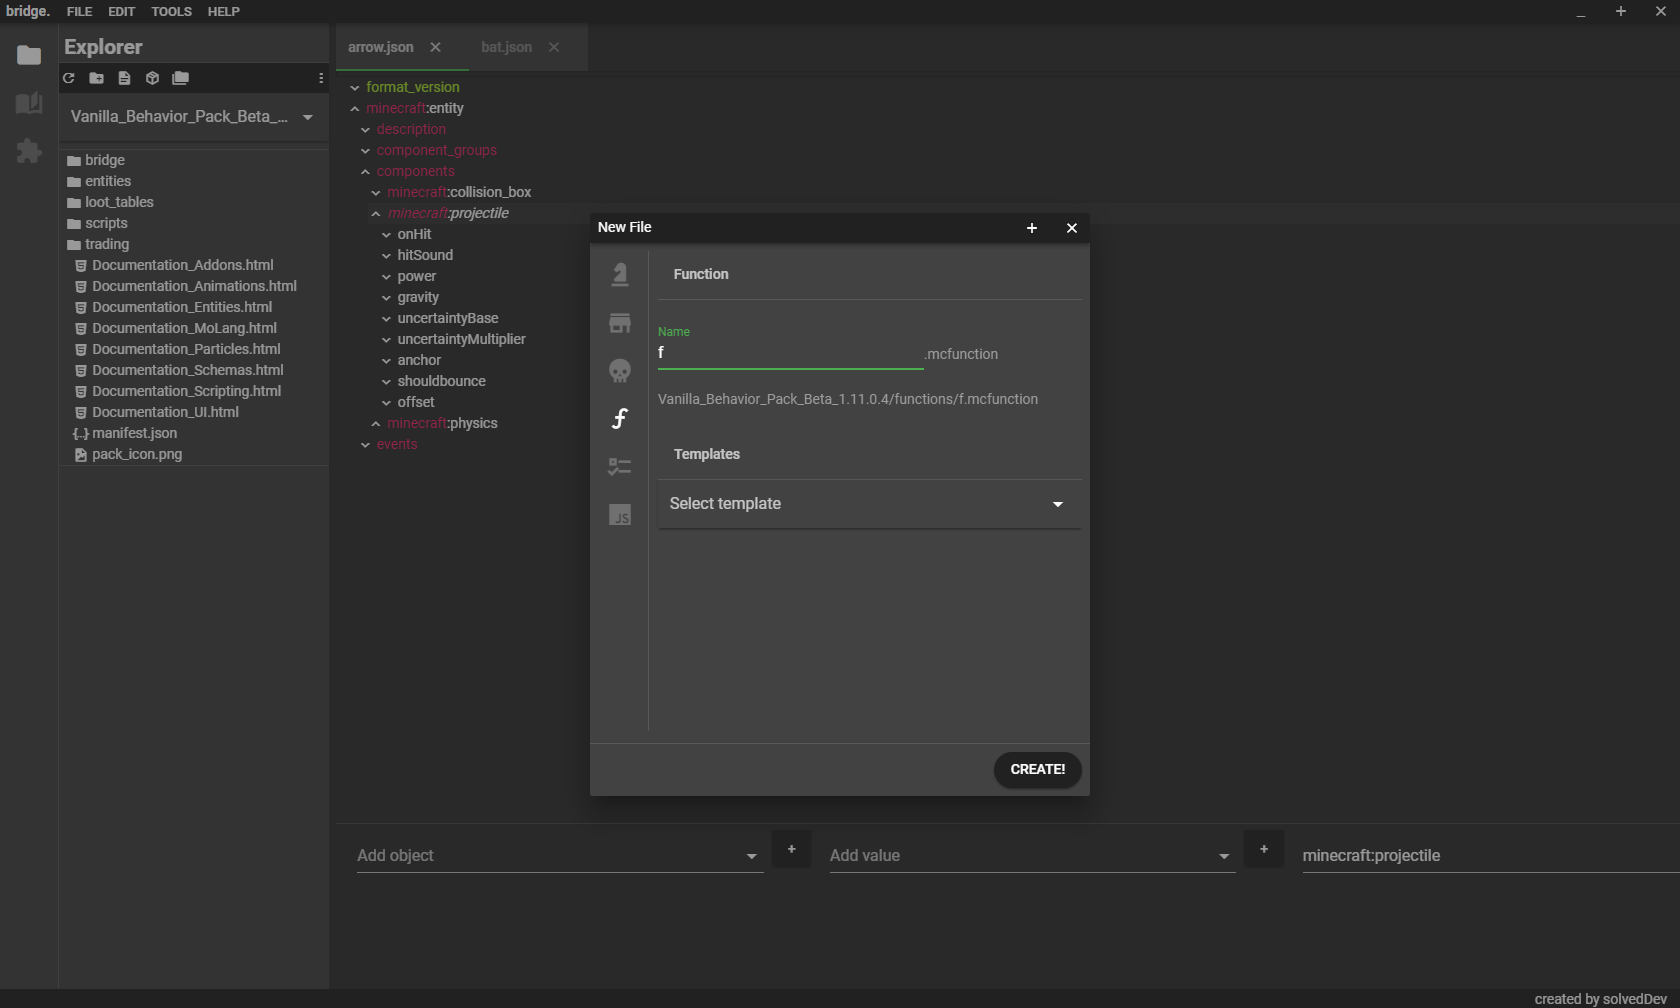 bridge. FILE EDIT TOOLS HELP
Explorer
Vanilla_Behavior_Pack_Beta_...
bridge
entities
loot_tables
scripts
trading
Documentation_Addons.html
Documentation_Animations.html
Documentation_Entities.html
Documentation_MoLang.html
Documentation_Particles.html
Documentation_Schemas.html
Documentation_Scripting.html
Documentation_UI.html
{..} manifest.json
pack_icon.png
arrow.json bat.json
format_version
minecraft:entity
description
component_groups
components
minecraft:collision_box
minecraft:projectile
onHit
hitSound
power
gravity
uncertaintyBase
uncertaintyMultiplier
anchor
shouldbounce
offset
minecraft:physics
events
New File
JS
Function
Name
f .mcfunction
Vanilla_Behavior_Pack_Beta_1.11.0.4/functions/f.mcfunction
Templates
Select template
CREATE!
Add object + Add value + minecraft:projectile
created by solvedDev